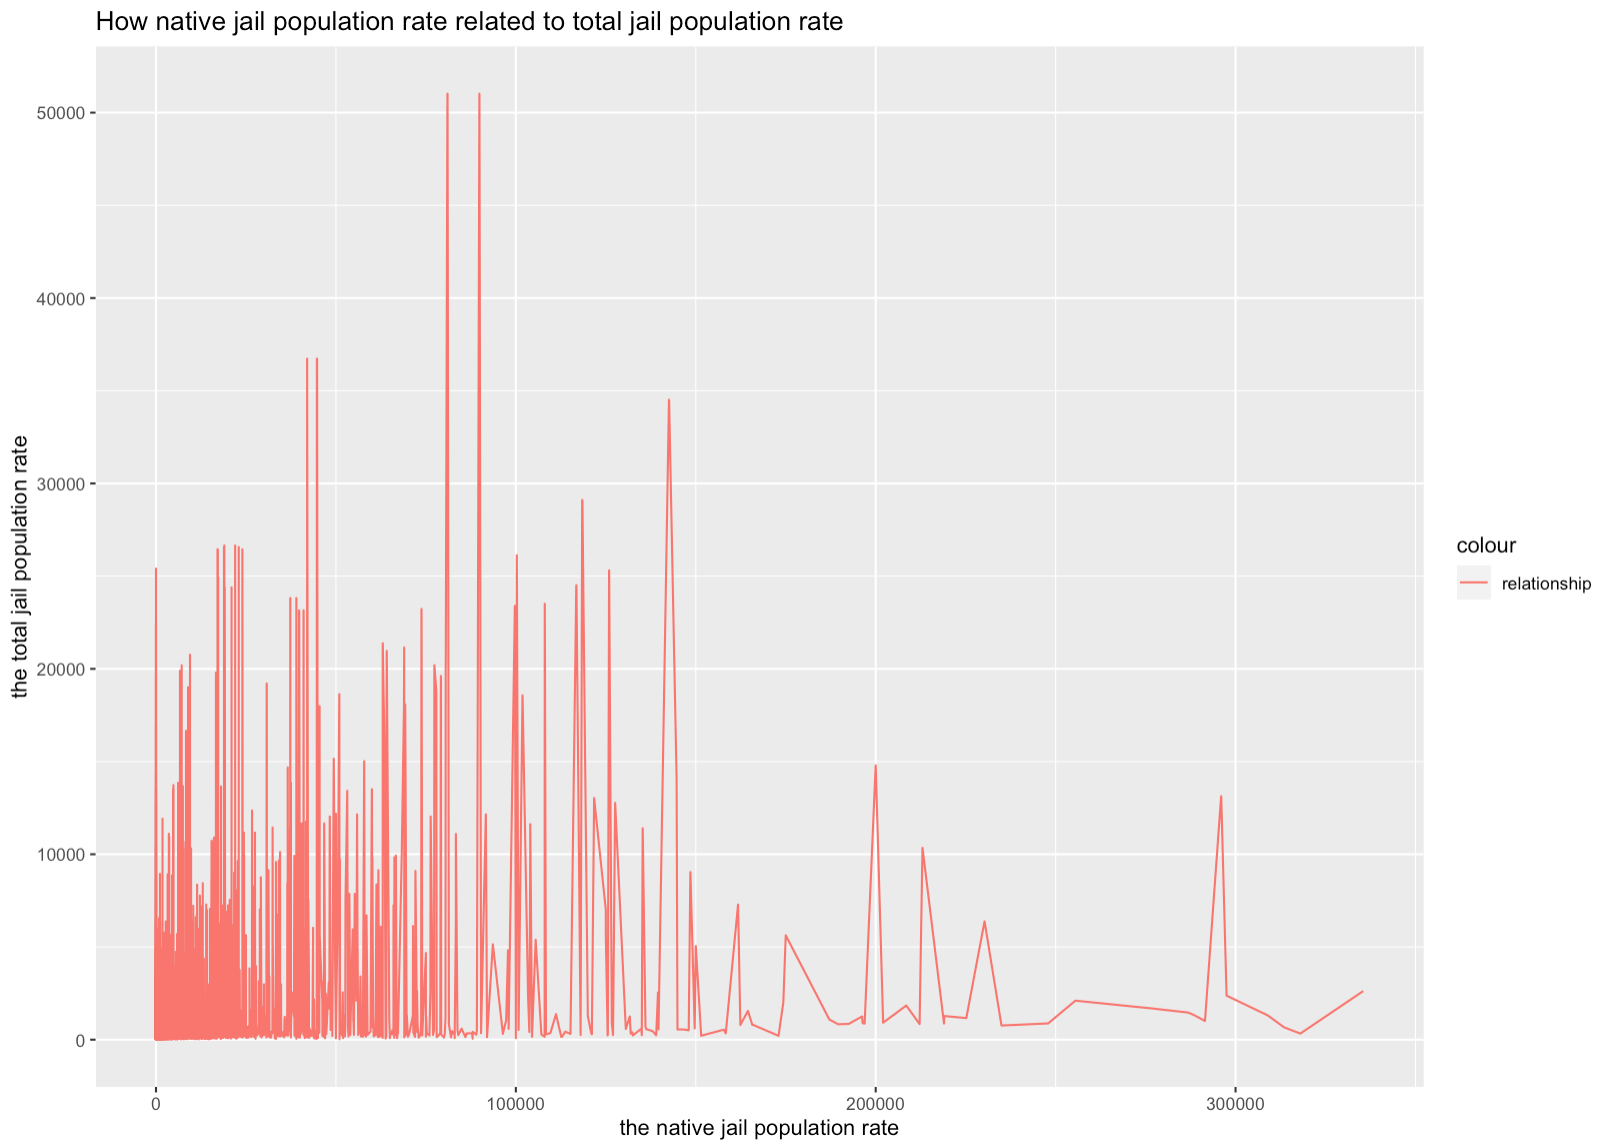 How native jail population rate related to total jail population rate
50000
40000
30000
20000
10000
0
the total jail population rate
0
100000
200000
300000
the native jail population rate
colour
relationship